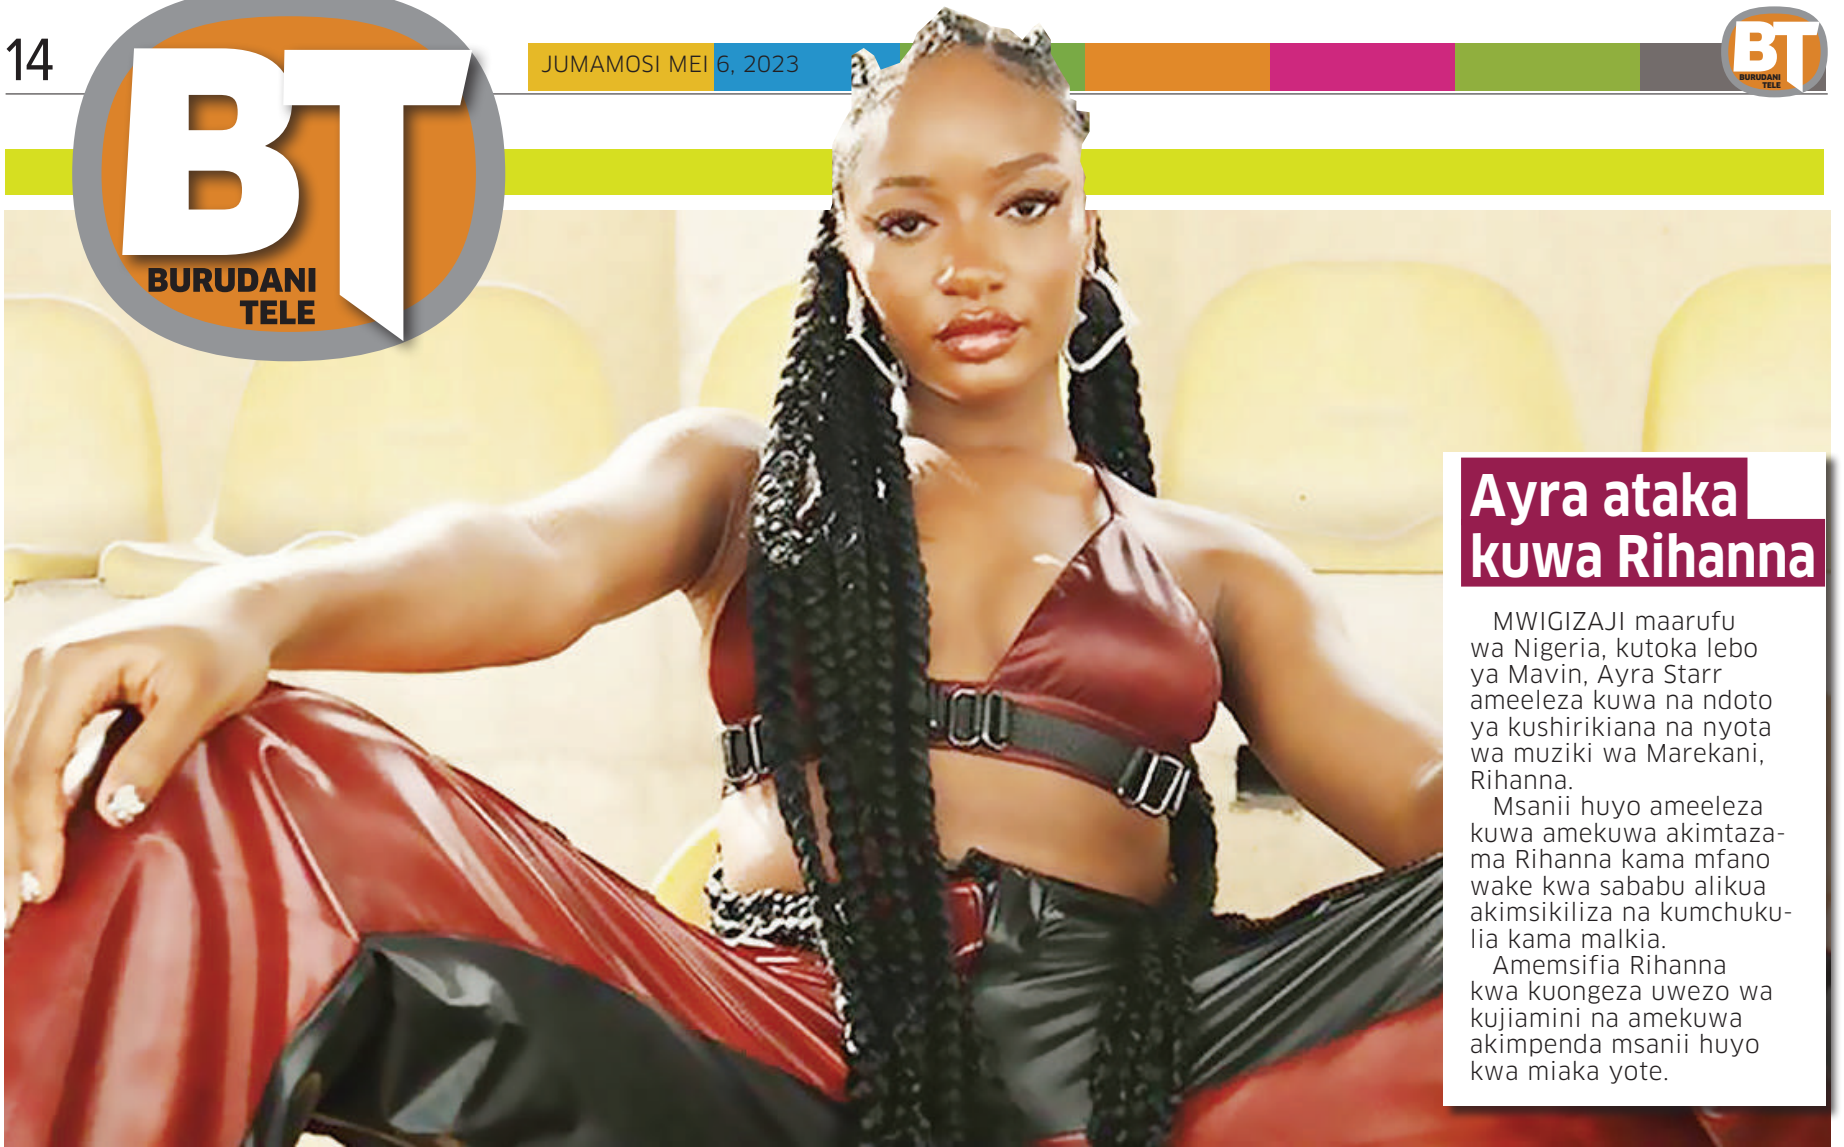 14
BT
BURUDANI
TELE
JUMAMOSI MEI 6, 2023
BT
BURUDANI
TELE
Ayra ataka
kuwa Rihanna
MWIGIZAJI maarufu
wa Nigeria, kutoka lebo
ya Mavin, Ayra Starr
ameeleza kuwa na ndoto
ya kushirikiana na nyota
wa muziki wa Marekani,
Rihanna.
Msanii huyo ameeleza
kuwa amekuwa akimtaza-
ma Rihanna kama mfano
wake kwa sababu alikua
akimsikiliza na kumchuku-
lia kama malkia.
Amemsifia Rihanna
kwa kuongeza uwezo wa
kujiamini na amekuwa
akimpenda msanii huyo
kwa miaka yote.